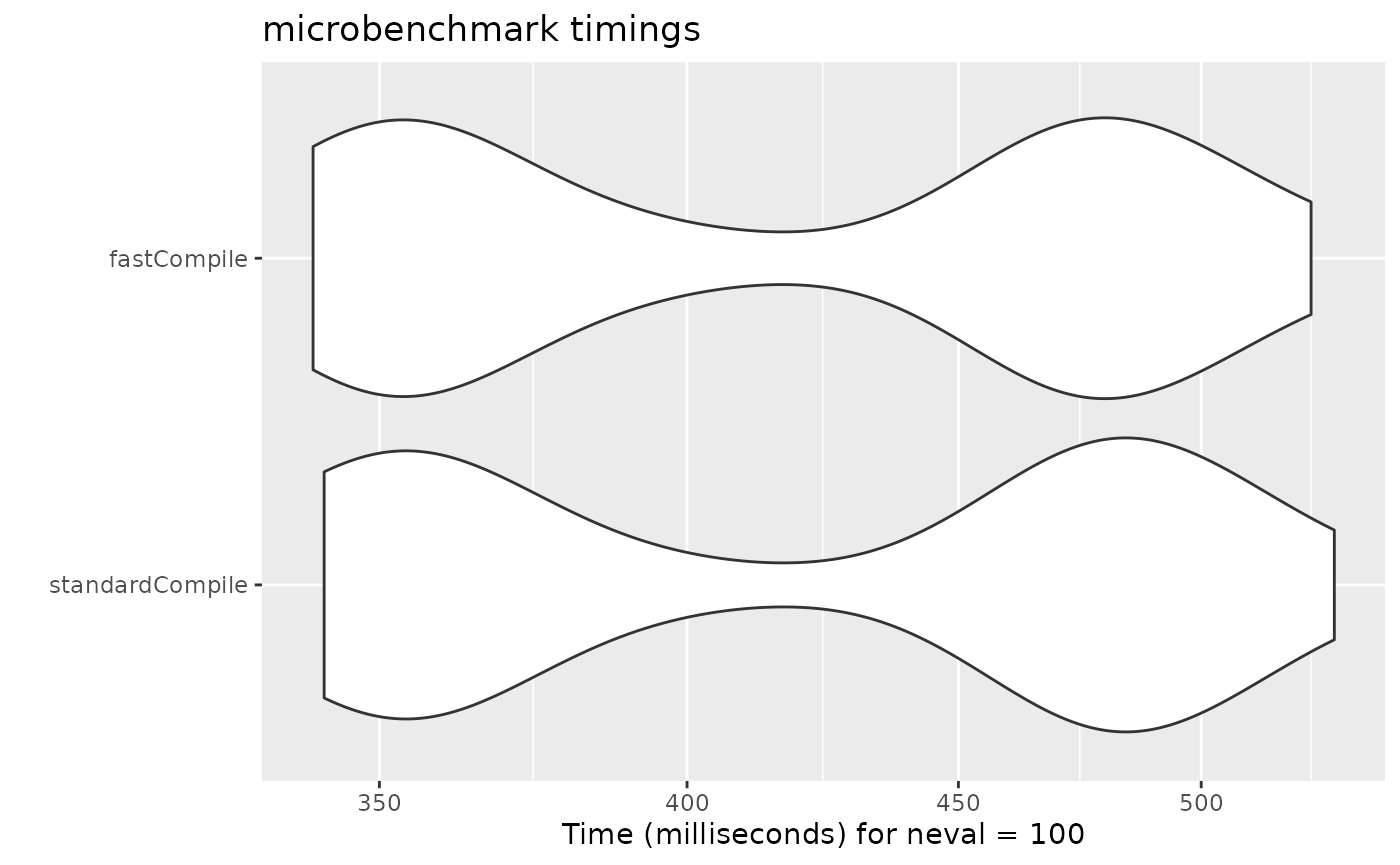 microbenchmark timings
fastCompile
standardCompile
350 400 450 500
Time (milliseconds) for neval = 100